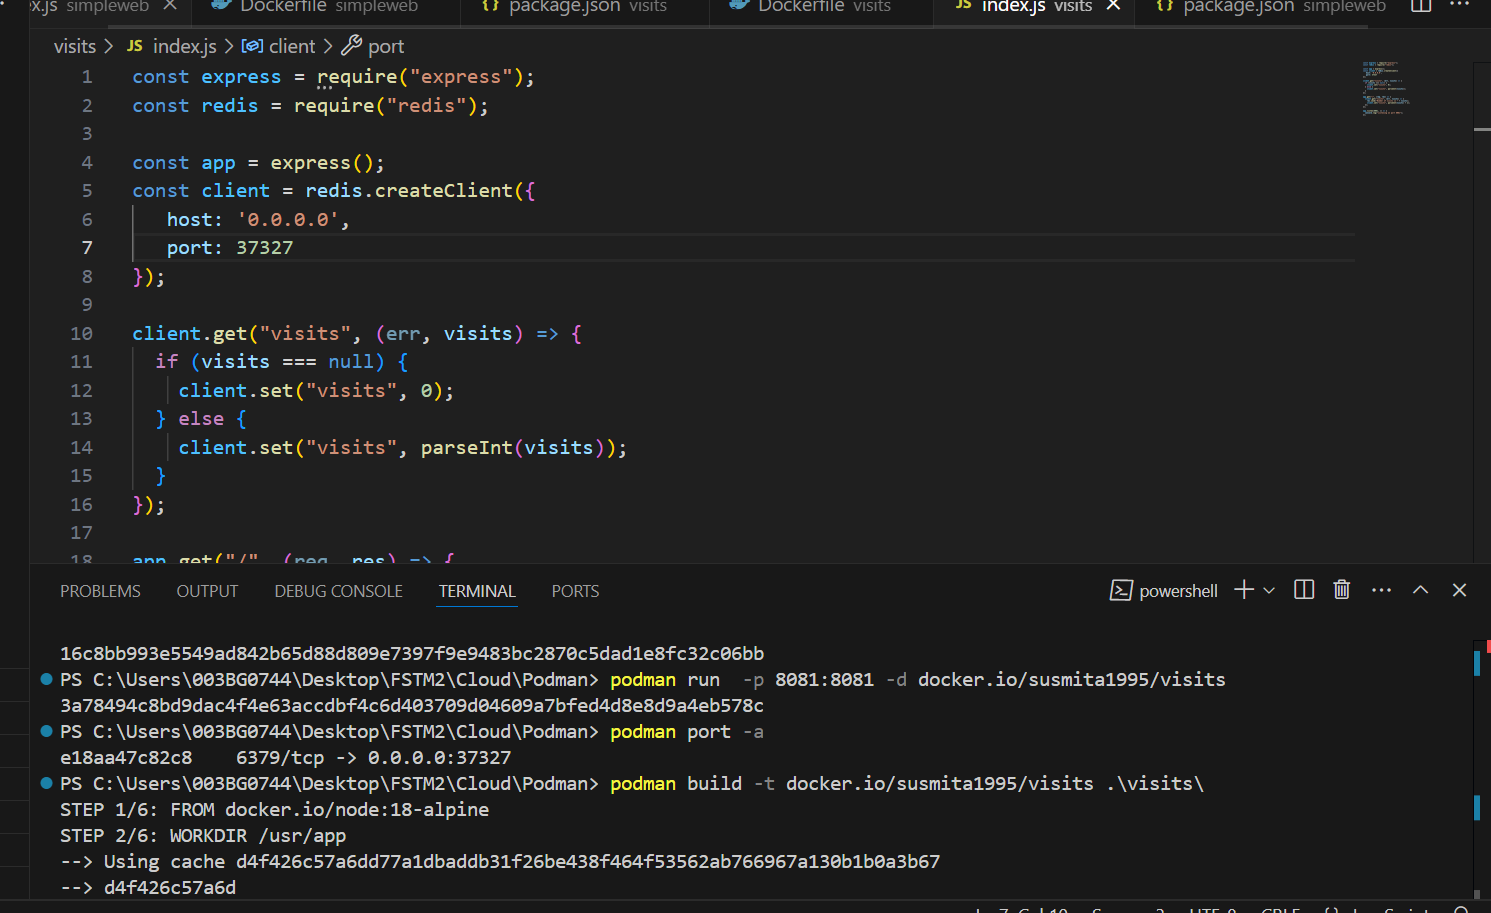 x.js simpleweb Dockerfile simpleweb {} package.json visits Dockerfile visits JS index.js visits {} package.json simpleweb
visits > JS index.js > client > port
1 const express = require("express");
2 const redis = require("redis");
3
4 const app = express();
5 const client = redis.createClient({
6 host: '0.0.0.0',
7 port: 37327
8 });
9
10 client.get("visits", (err, visits) => {
11 if (visits === null) {
12 client.set("visits", 0);
13 } else {
14 client.set("visits", parseInt(visits));
15 }
16 });
17
18 app.get("/", (req, res) => {
PROBLEMS OUTPUT DEBUG CONSOLE TERMINAL PORTS powershell
16c8bb993e5549ad842b65d88d809e7397f9e9483bc2870c5dad1e8fc32c06bb
PS C:\Users\003BG0744\Desktop\FSTM2\Cloud\Podman> podman run -p 8081:8081 -d docker.io/susmita1995/visits
3a78494c8bd9dac4f4e63accdbf4c6d403709d04609a7bfed4d8e8d9a4eb578c
PS C:\Users\003BG0744\Desktop\FSTM2\Cloud\Podman> podman port -a
e18aa47c82c8 6379/tcp -> 0.0.0.0:37327
PS C:\Users\003BG0744\Desktop\FSTM2\Cloud\Podman> podman build -t docker.io/susmita1995/visits .\visits\
STEP 1/6: FROM docker.io/node:18-alpine
STEP 2/6: WORKDIR /usr/app
--> Using cache d4f426c57a6dd77a1dbaddb31f26be438f464f53562ab766967a130b1b0a3b67
--> d4f426c57a6d